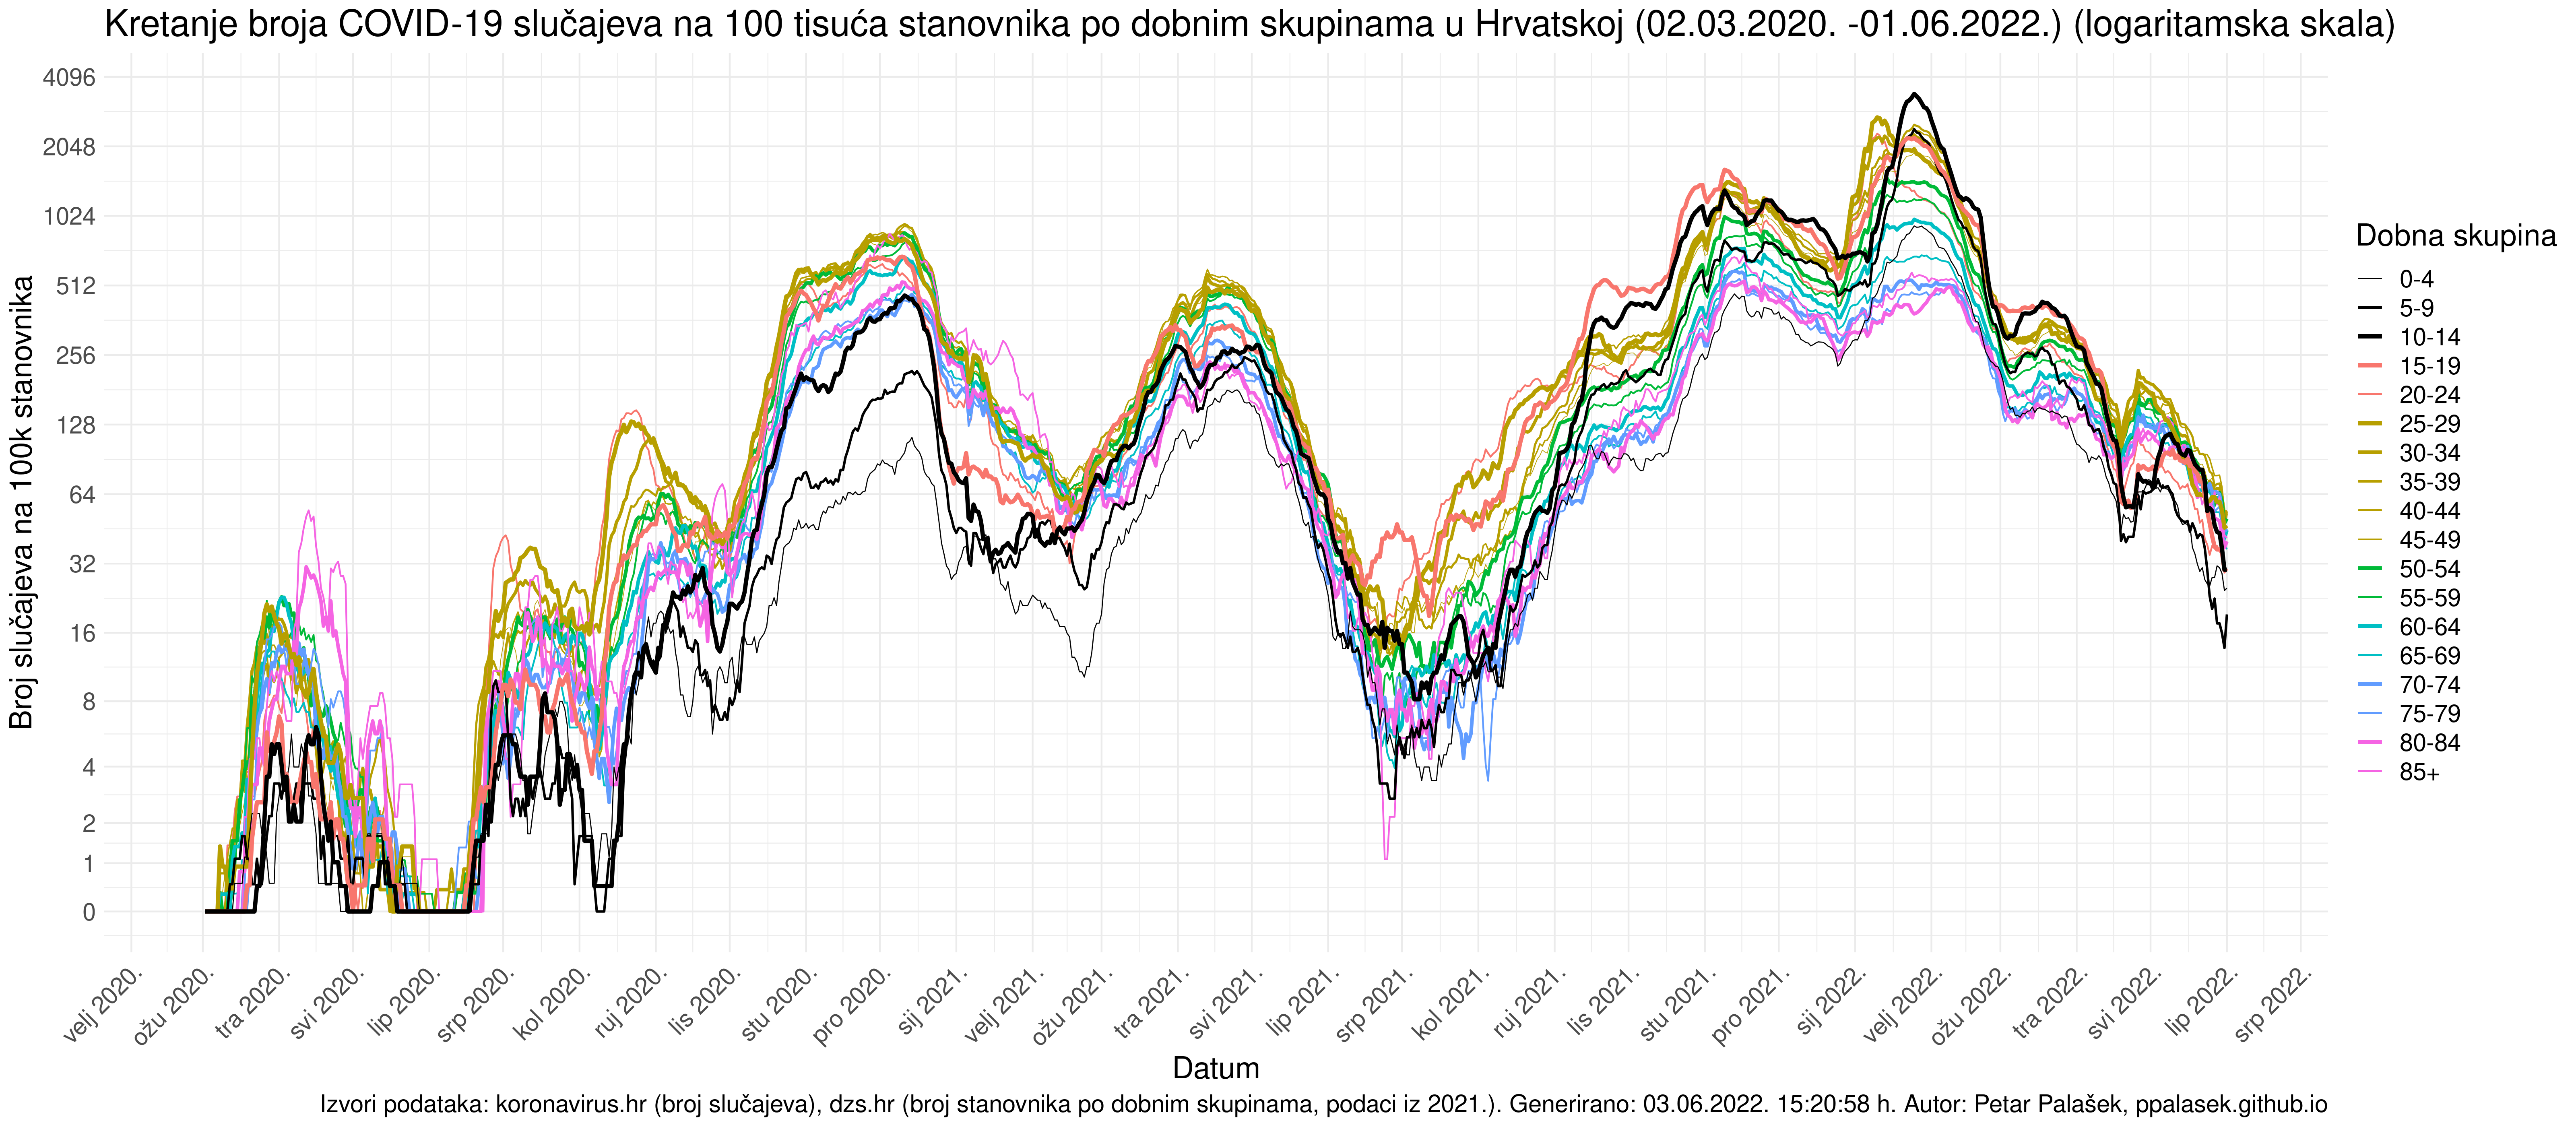 Kretanje broja COVID-19 slučajeva na 100 tisuća stanovnika po dobnim skupinama u Hrvatskoj (02.03.2020. -01.06.2022.) (logaritamska skala)
Broj slučajeva na 100k stanovnika
4096
2048
1024
512
256
128
64
32
16
8
4
2
1
0
velj 2020.
ožu 2020.
tra 2020.
svi 2020.
lip 2020.
srp 2020.
kol 2020.
ruj 2020.
lis 2020.
stu 2020.
pro 2020.
sij 2021.
velj 2021.
ožu 2021.
tra 2021.
svi 2021.
lip 2021.
srp 2021.
kol 2021.
ruj 2021.
lis 2021.
stu 2021.
pro 2021.
sij 2022.
velj 2022.
ožu 2022.
tra 2022.
svi 2022.
lip 2022.
srp 2022.
Datum
Dobna skupina
0-4
5-9
10-14
15-19
20-24
25-29
30-34
35-39
40-44
45-49
50-54
55-59
60-64
65-69
70-74
75-79
80-84
85+
Izvori podataka: koronavirus.hr (broj slučajeva), dzs.hr (broj stanovnika po dobnim skupinama, podaci iz 2021.). Generirano: 03.06.2022. 15:20:58 h. Autor: Petar Palašek, ppalasek.github.io